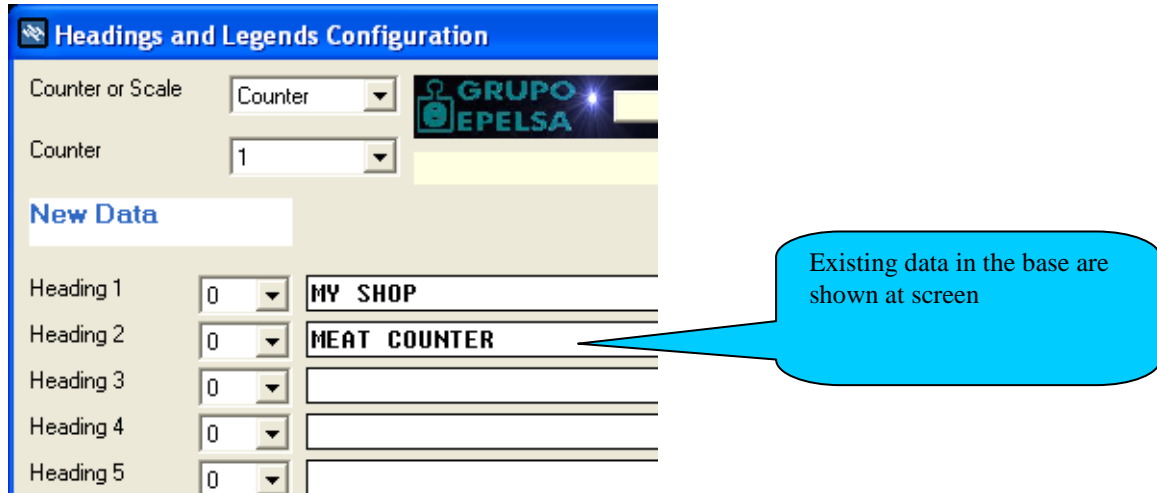 Headings and Legends Configuration
Counter or Scale Counter
GRUPO
EPELSA
Counter 1
New Data
Existing data in the base are
shown at screen
Heading 1 0 MY SHOP
Heading 2 0 MEAT COUNTER
Heading 3 0
Heading 4 0
Heading 5 0